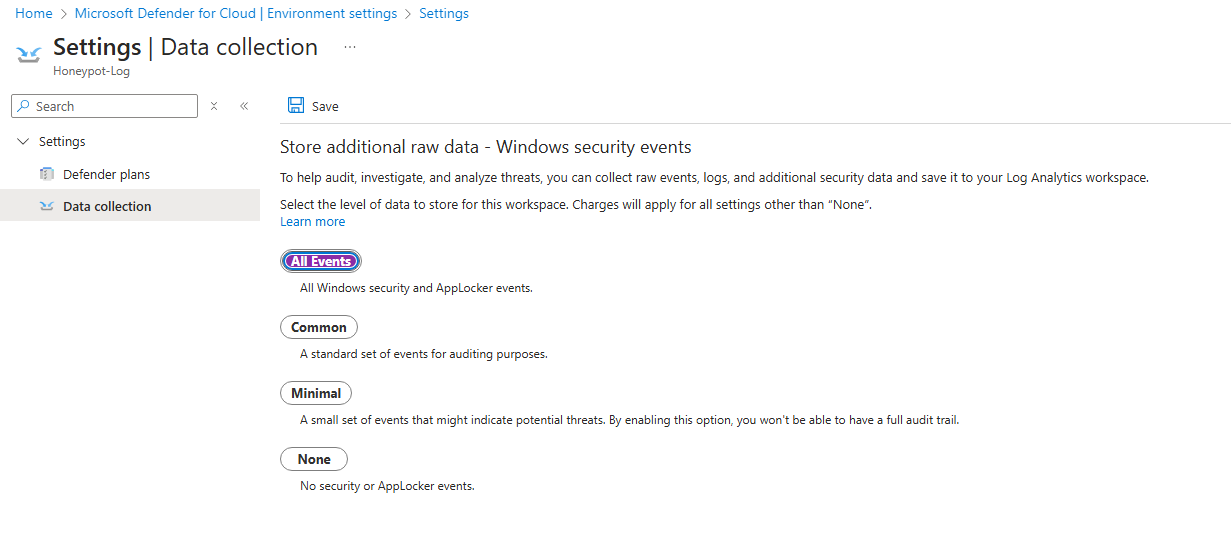 Home > Microsoft Defender for Cloud | Environment settings > Settings
Settings | Data collection ...
Honeypot-Log
Search
Save
Settings
Defender plans
Data collection
Store additional raw data - Windows security events
To help audit, investigate, and analyze threats, you can collect raw events, logs, and additional security data and save it to your Log Analytics workspace.
Select the level of data to store for this workspace. Charges will apply for all settings other than “None”.
Learn more
All Events
All Windows security and AppLocker events.
Common
A standard set of events for auditing purposes.
Minimal
A small set of events that might indicate potential threats. By enabling this option, you won't be able to have a full audit trail.
None
No security or AppLocker events.